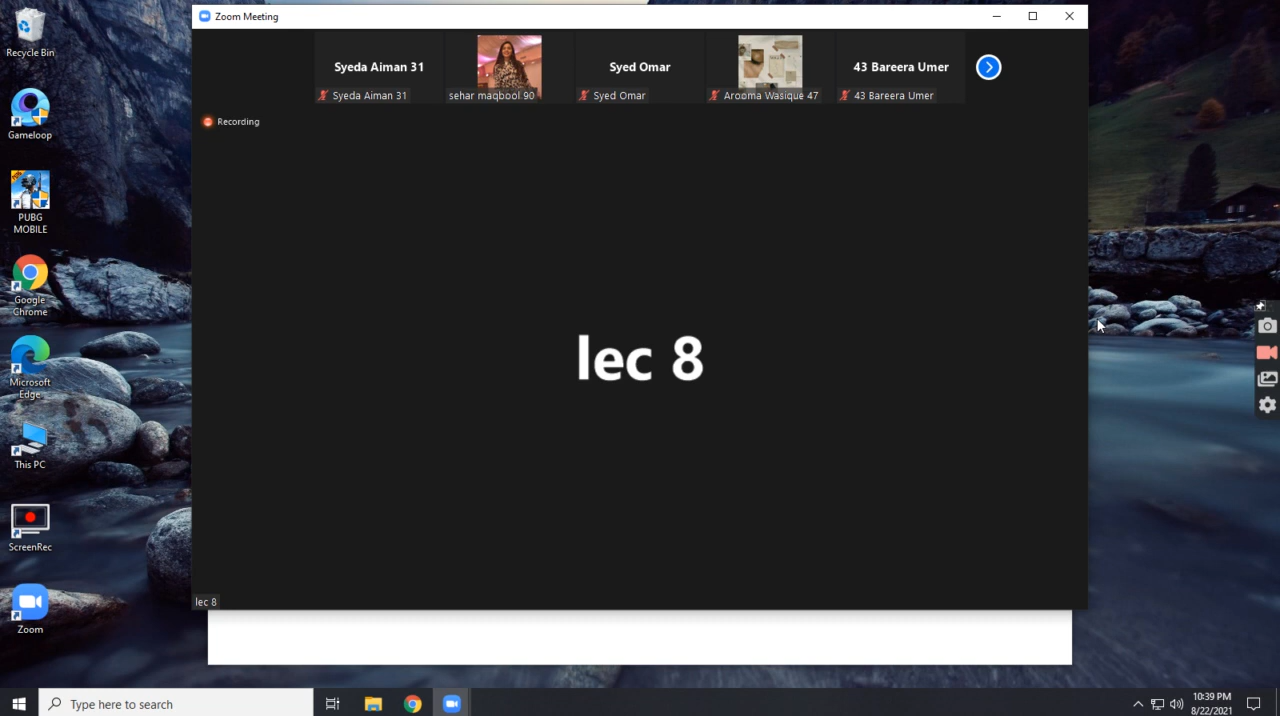 Zoom Meeting
Syeda Aiman 31
Syed Omar
43 Bareera Umer
Syeda Aiman 31
sehar maqbool 90
Syed Omar
Arooma Wasique 47
43 Bareera Umer
Recording
lec 8
lec 8
Recycle Bin
Gameloop
PUBG
MOBILE
Google
Chrome
Microsoft
Edge
This PC
ScreenRec
Zoom
Type here to search
10:39 PM
8/22/2021